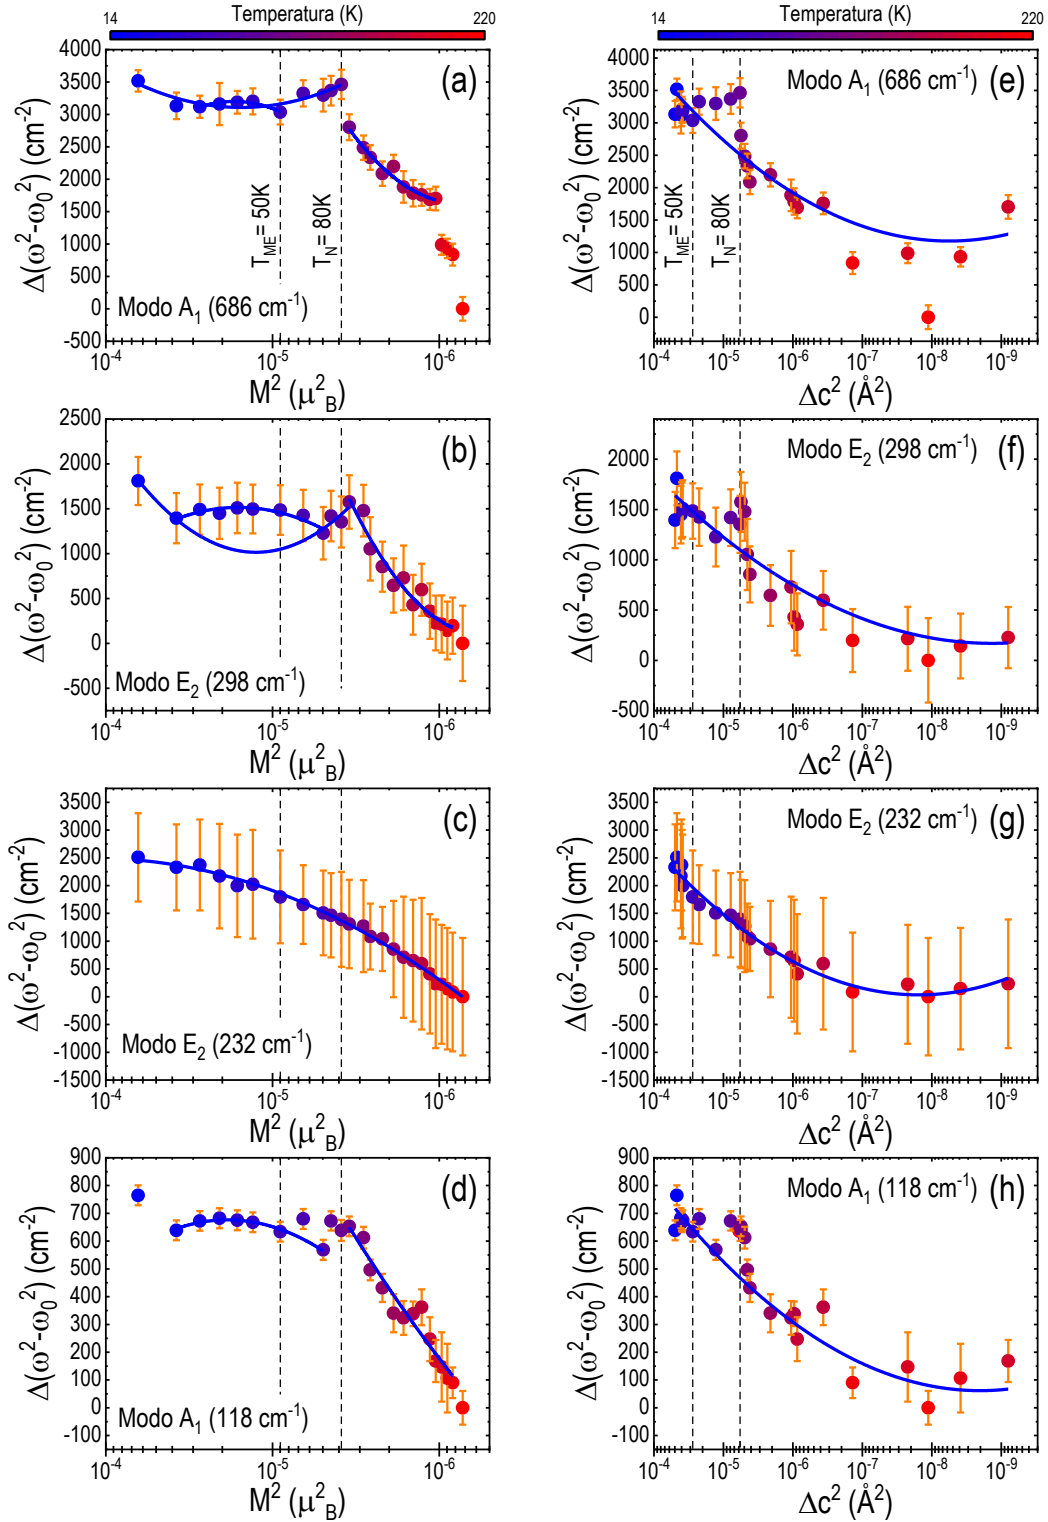 Temperatura (K)
14 220
4000
3500
3000
2500
2000
1500
1000
500
0
-500
Δ(ω²-ω₀²) (cm⁻²)
(a)
T_ME = 50K
T_N = 80K
Modo A₁ (686 cm⁻¹)
10⁻⁴ 10⁻⁵ 10⁻⁶
M² (μ²_B)
Temperatura (K)
14 220
4000
3500
3000
2500
2000
1500
1000
500
0
Δ(ω²-ω₀²) (cm⁻²)
Modo A₁ (686 cm⁻¹)
(e)
T_ME = 50K
T_N = 80K
10⁻⁴ 10⁻⁵ 10⁻⁶ 10⁻⁷ 10⁻⁸ 10⁻⁹
Δc² (Å²)
2500
2000
1500
1000
500
0
-500
Δ(ω²-ω₀²) (cm⁻²)
(b)
Modo E₂ (298 cm⁻¹)
10⁻⁴ 10⁻⁵ 10⁻⁶
M² (μ²_B)
2000
1500
1000
500
0
-500
Δ(ω²-ω₀²) (cm⁻²)
Modo E₂ (298 cm⁻¹)
(f)
10⁻⁴ 10⁻⁵ 10⁻⁶ 10⁻⁷ 10⁻⁸ 10⁻⁹
Δc² (Å²)
3500
3000
2500
2000
1500
1000
500
0
-500
-1000
-1500
Δ(ω²-ω₀²) (cm⁻²)
(c)
Modo E₂ (232 cm⁻¹)
10⁻⁴ 10⁻⁵ 10⁻⁶
M² (μ²_B)
3500
3000
2500
2000
1500
1000
500
0
-500
-1000
-1500
Δ(ω²-ω₀²) (cm⁻²)
Modo E₂ (232 cm⁻¹)
(g)
10⁻⁴ 10⁻⁵ 10⁻⁶ 10⁻⁷ 10⁻⁸ 10⁻⁹
Δc² (Å²)
900
800
700
600
500
400
300
200
100
0
-100
Δ(ω²-ω₀²) (cm⁻²)
(d)
Modo A₁ (118 cm⁻¹)
10⁻⁴ 10⁻⁵ 10⁻⁶
M² (μ²_B)
900
800
700
600
500
400
300
200
100
0
-100
Δ(ω²-ω₀²) (cm⁻²)
Modo A₁ (118 cm⁻¹)
(h)
10⁻⁴ 10⁻⁵ 10⁻⁶ 10⁻⁷ 10⁻⁸ 10⁻⁹
Δc² (Å²)